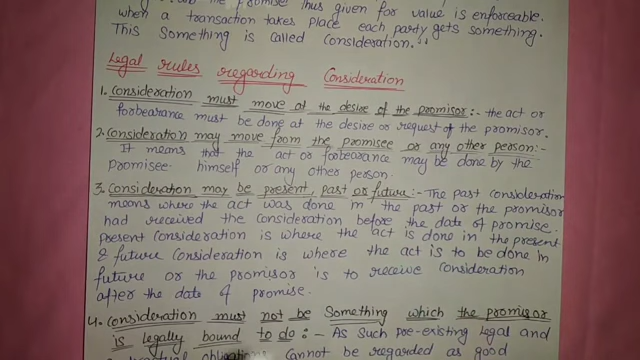 the promise thus given for value is enforceable.
when a transaction takes place each party gets something.
This Something is called Consideration."
Legal rules regarding Consideration
1. Consideration must move at the desire of the promisor:- the act or
forbearance must be done at the desire or request of the promisor.
2. Consideration may move from the promisee or any other person:-
It means that the act or forbearance may be done by the
promisee himself or any other person.
3. Consideration may be present, past or future:- The past consideration
means where the act was done in the past or the promisor
had received the consideration before the date of promise.
present consideration is where the act is done in the present
& future consideration is where the act is to be done in
future or the promisor is to receive consideration
after the date of promise.
4. Consideration must not be Something which the promisor
is legally bound to do:- As such pre-existing legal and
cannot be regarded as good